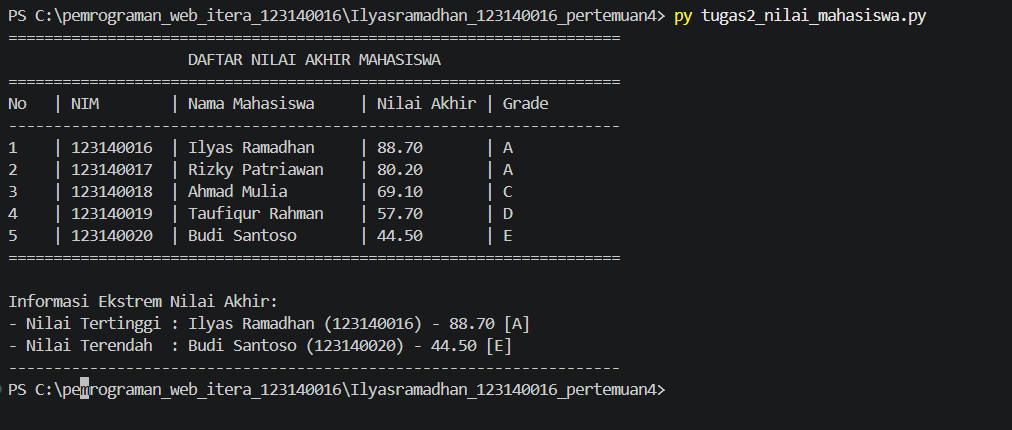 PS C:\pemrograman_web_itera_123140016\Ilyasramadhan_123140016_pertemuan4> py tugas2_nilai_mahasiswa.py
====================================================================
                    DAFTAR NILAI AKHIR MAHASISWA
====================================================================
No   | NIM        | Nama Mahasiswa     | Nilai Akhir | Grade
--------------------------------------------------------------------
1    | 123140016  | Ilyas Ramadhan     | 88.70       | A
2    | 123140017  | Rizky Patriawan    | 80.20       | A
3    | 123140018  | Ahmad Mulia        | 69.10       | C
4    | 123140019  | Taufiqur Rahman    | 57.70       | D
5    | 123140020  | Budi Santoso       | 44.50       | E
====================================================================
Informasi Ekstrem Nilai Akhir:
- Nilai Tertinggi : Ilyas Ramadhan (123140016) - 88.70 [A]
- Nilai Terendah  : Budi Santoso (123140020) - 44.50 [E]
--------------------------------------------------------------------
PS C:\pemrograman_web_itera_123140016\Ilyasramadhan_123140016_pertemuan4>